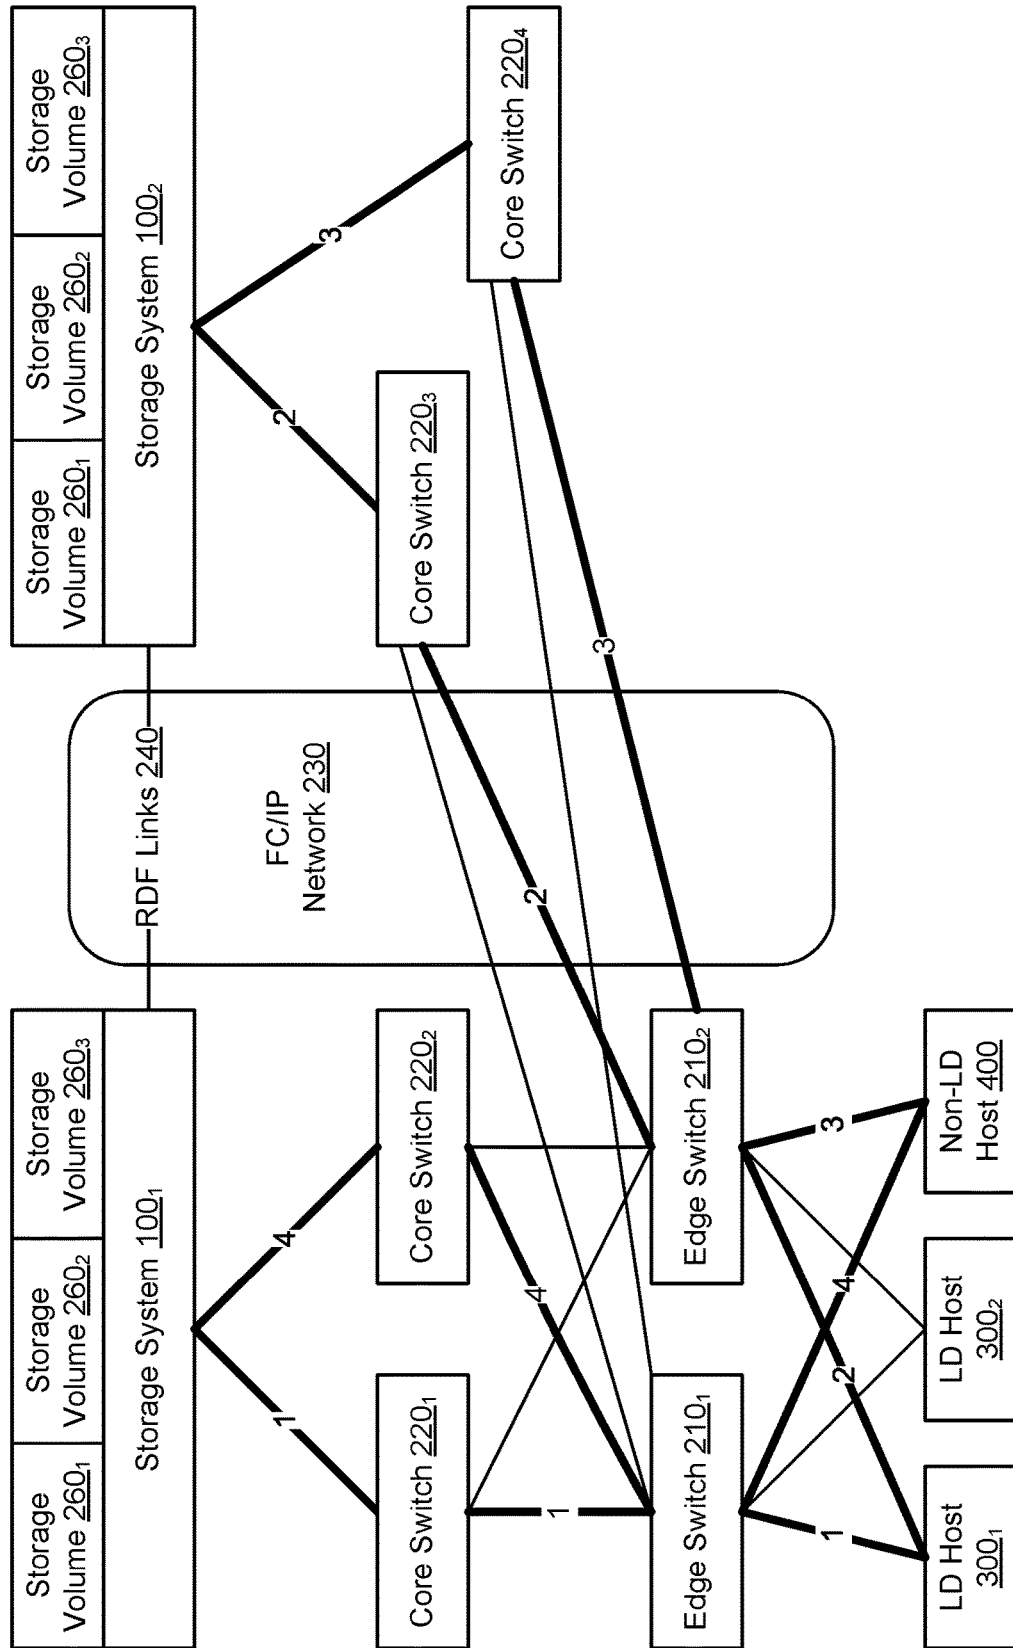 Storage
Volume 260₁
Storage
Volume 260₂
Storage
Volume 260₃
Storage System 100₁
RDF Links 240
Storage
Volume 260₁
Storage
Volume 260₂
Storage
Volume 260₃
Storage System 100₂
FC/IP
Network 230
1
4
2
3
Core Switch 220₁
Core Switch 220₂
Core Switch 220₃
Core Switch 220₄
1
4
2
3
Edge Switch 210₁
Edge Switch 210₂
1
2
4
3
LD Host
300₁
LD Host
300₂
Non-LD
Host 400